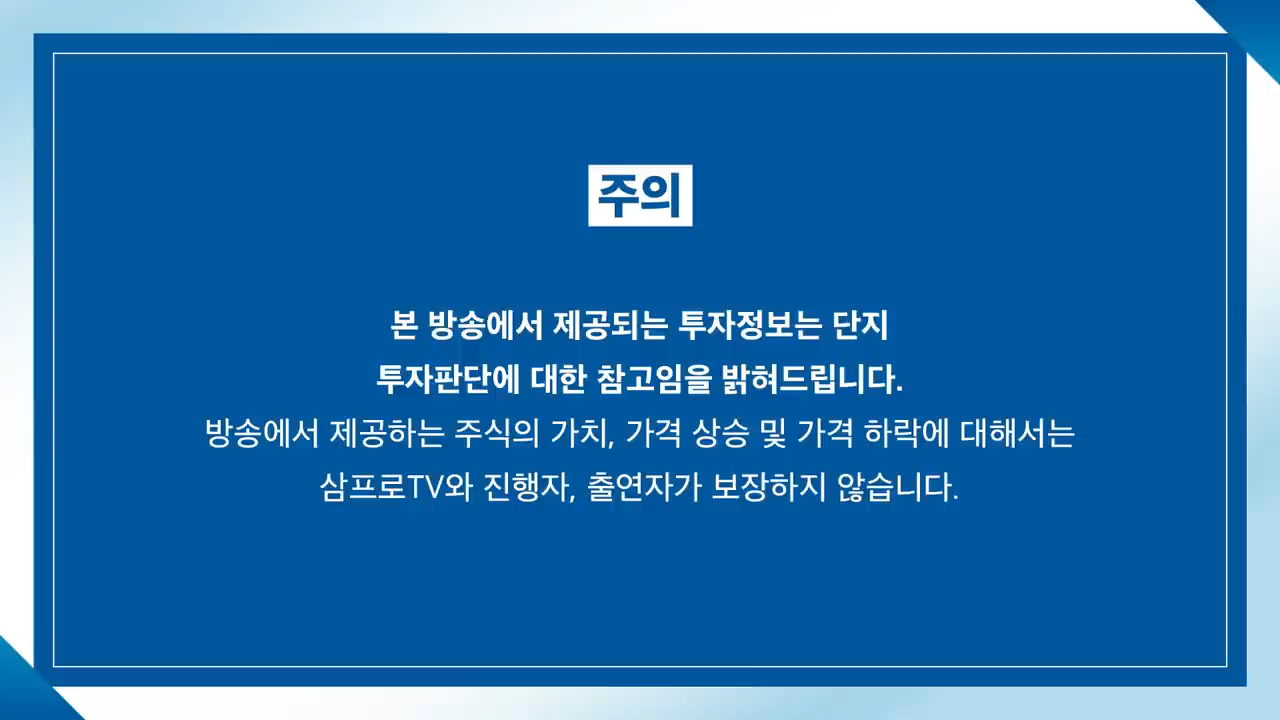 주의
본 방송에서 제공되는 투자정보는 단지
투자판단에 대한 참고임을 밝혀드립니다.
방송에서 제공하는 주식의 가치, 가격 상승 및 가격 하락에 대해서는
삼프로TV와 진행자, 출연자가 보장하지 않습니다.